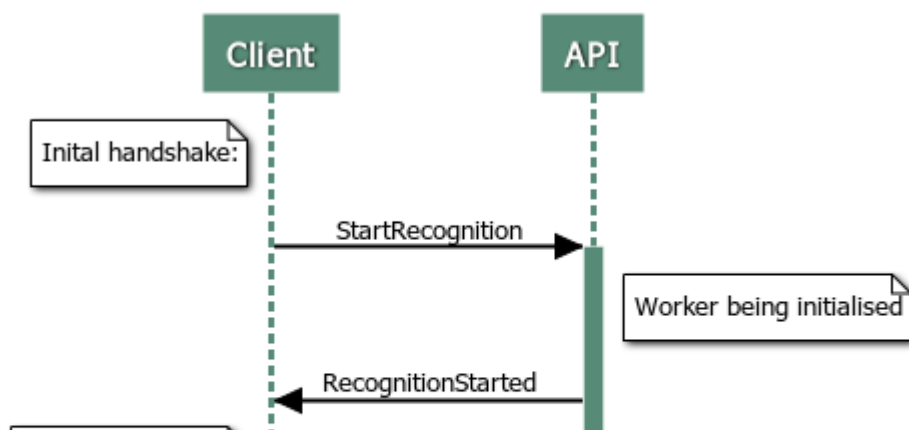 Client
API
Inital handshake:
StartRecognition
Worker being initialised
RecognitionStarted